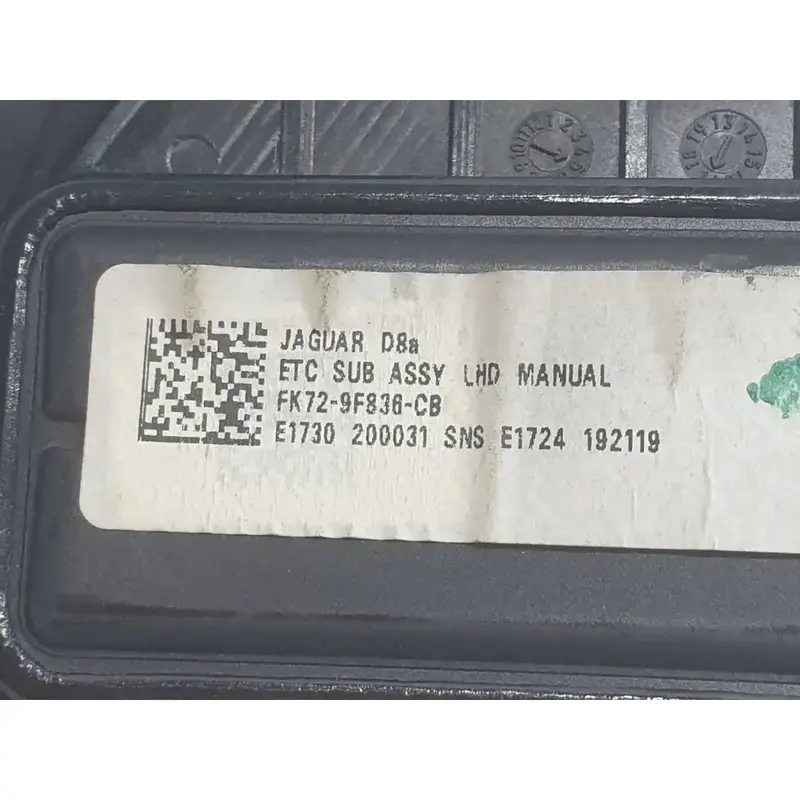 JAGUAR D8a
ETC SUB ASSY LHD MANUAL
FK72-9F836-CB
E1730 200031 SNS E1724 192119